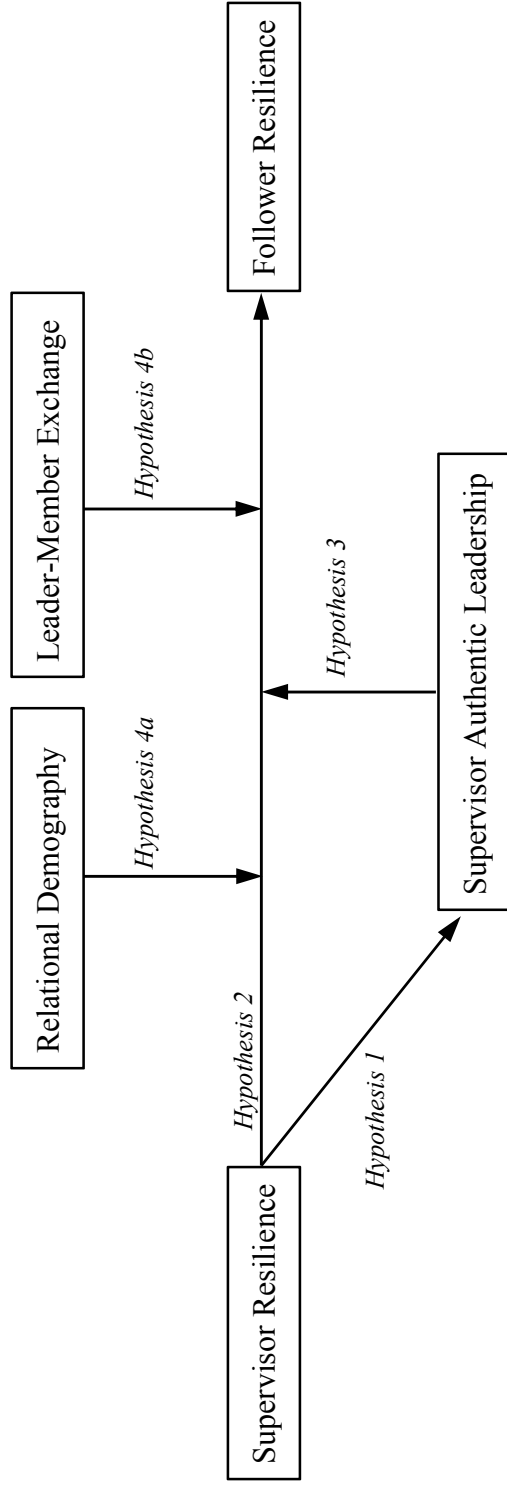 Relational Demography
Leader-Member Exchange
Hypothesis 4a
Hypothesis 4b
Supervisor Resilience
Hypothesis 2
Follower Resilience
Hypothesis 1
Hypothesis 3
Supervisor Authentic Leadership